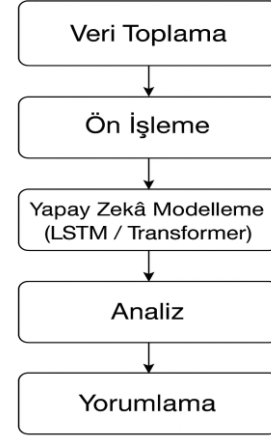 Veri Toplama
Ön İşleme
Yapay Zekâ Modelleme
(LSTM / Transformer)
Analiz
Yorumlama